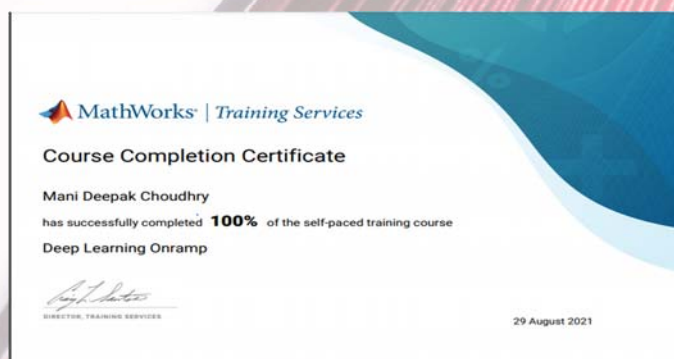 MathWorks® | Training Services
Course Completion Certificate
Mani Deepak Choudhry
has successfully completed 100% of the self-paced training course
Deep Learning Onramp
DIRECTOR, TRAINING SERVICES
29 August 2021